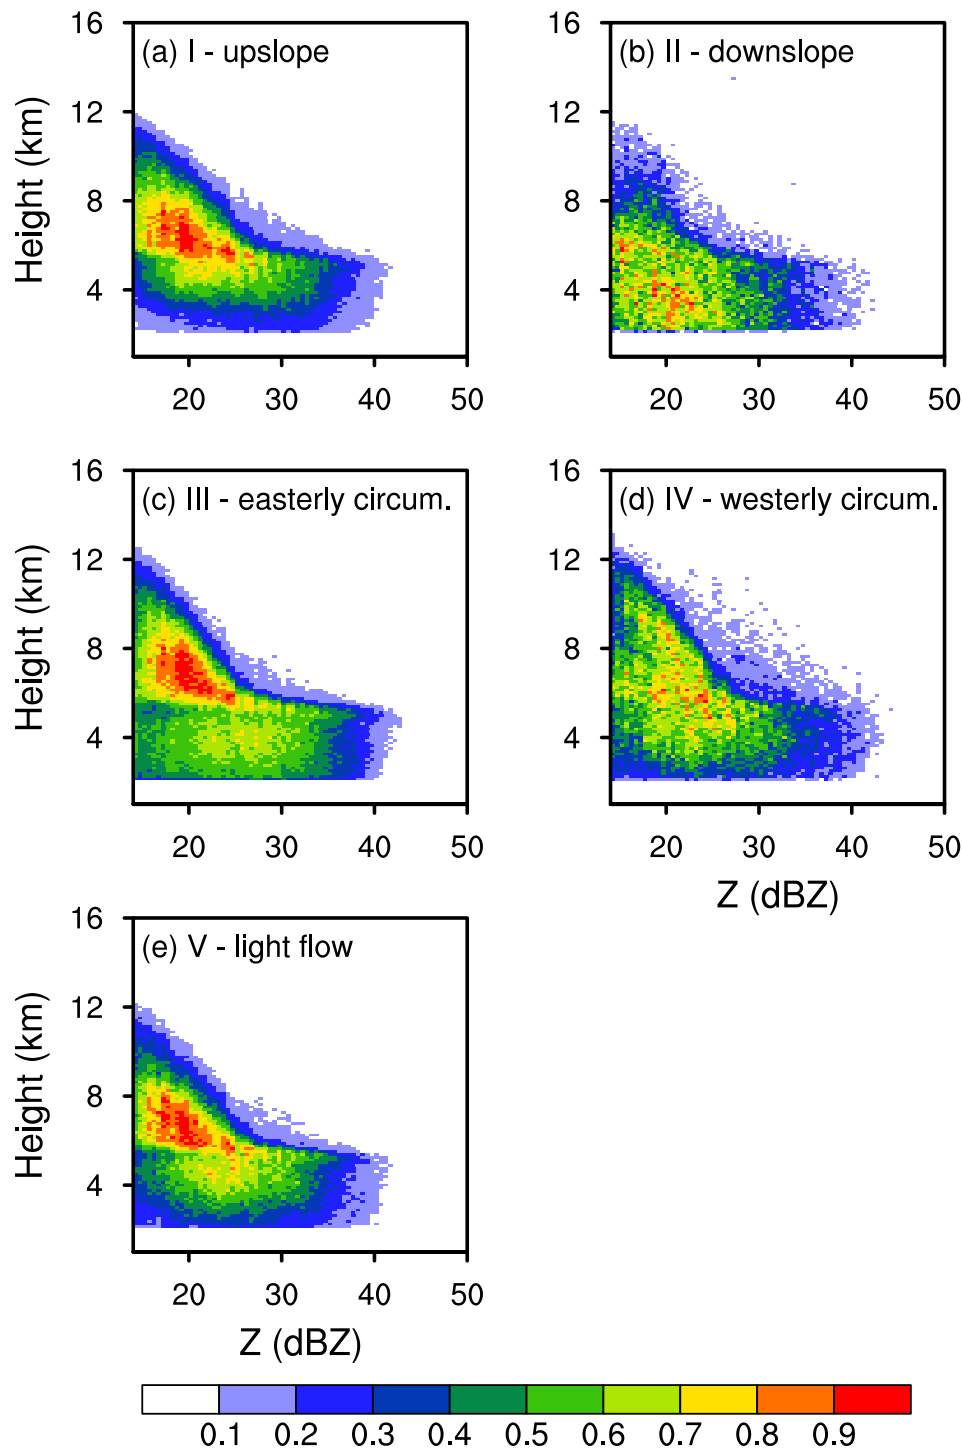 16
(a) I - upslope
12
8
4
Height (km)
20 30 40 50
16
(b) II - downslope
12
8
4
20 30 40 50
16
(c) III - easterly circum.
12
8
4
Height (km)
20 30 40 50
16
(d) IV - westerly circum.
12
8
4
20 30 40 50
Z (dBZ)
16
(e) V - light flow
12
8
4
Height (km)
20 30 40 50
Z (dBZ)
0.1 0.2 0.3 0.4 0.5 0.6 0.7 0.8 0.9